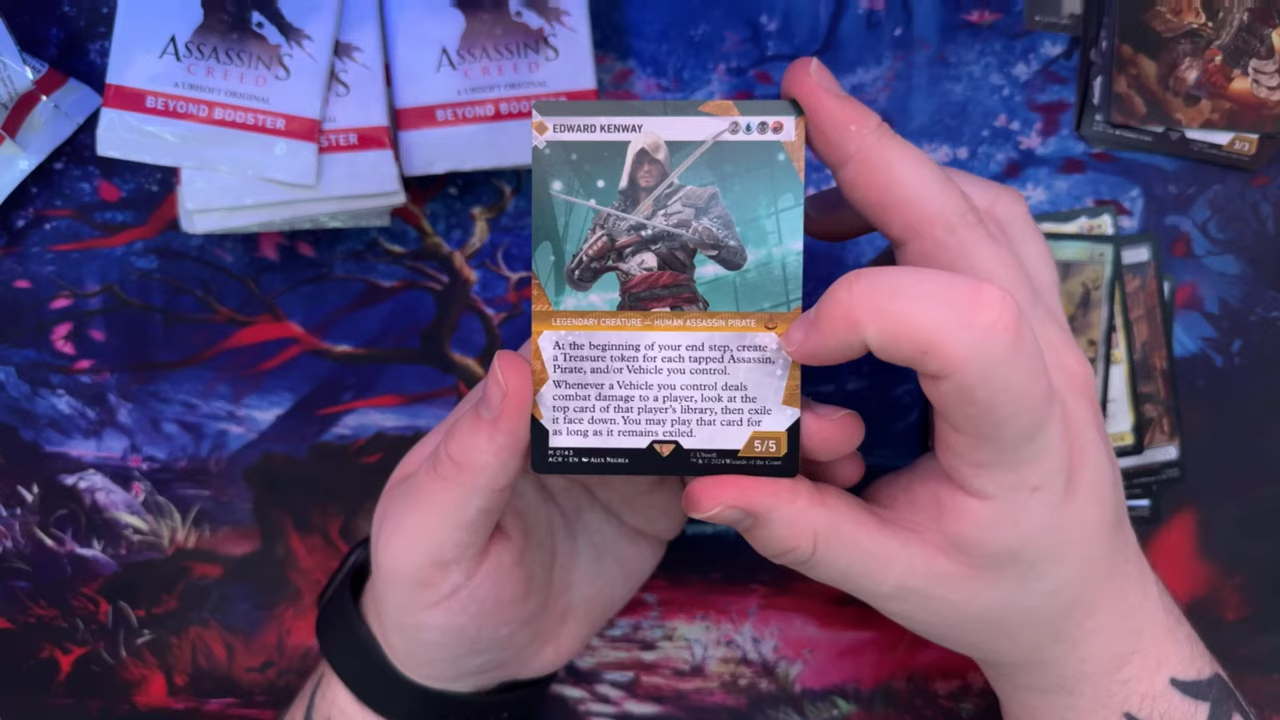 ASSASSIN'S
CREED
A UBISOFT ORIGINAL
BEYOND BOOSTER
STER
ASSASSIN'S
CREED
A UBISOFT ORIGINAL
BEYOND BOOS
EDWARD KENWAY 2
LEGENDARY CREATURE — HUMAN ASSASSIN PIRATE
At the beginning of your end step, create
a Treasure token for each tapped Assassin,
Pirate, and/or Vehicle you control.
Whenever a Vehicle you control deals
combat damage to a player, look at the
top card of that player's library, then exile
it face down. You may play that card for
as long as it remains exiled.
5/5
M 0143
ACR • EN ALEX NEGREA
© Ubisoft
™ & © 2024 Wizards of the Coast
3/3